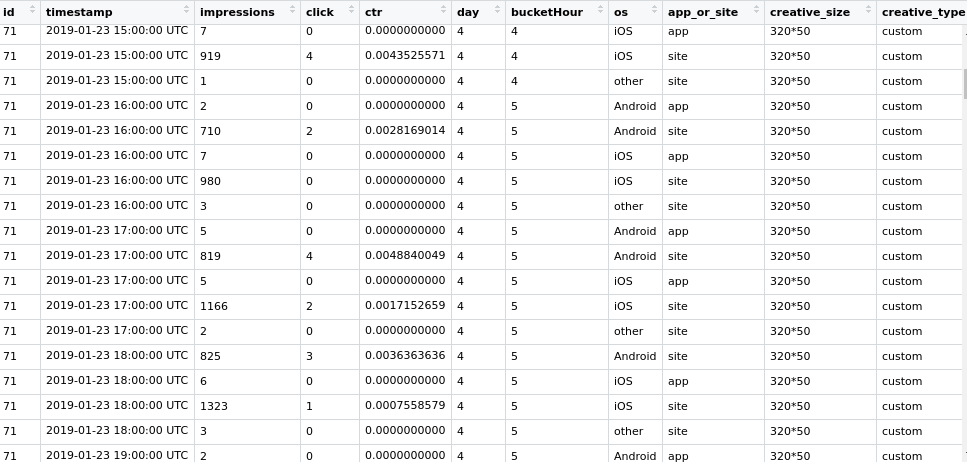 id timestamp impressions click ctr day bucketHour os app_or_site creative_size creative_type
71 2019-01-23 15:00:00 UTC 7 0 0.0000000000 4 4 iOS app 320*50 custom
71 2019-01-23 15:00:00 UTC 919 4 0.0043525571 4 4 iOS site 320*50 custom
71 2019-01-23 15:00:00 UTC 1 0 0.0000000000 4 4 other site 320*50 custom
71 2019-01-23 16:00:00 UTC 2 0 0.0000000000 4 5 Android app 320*50 custom
71 2019-01-23 16:00:00 UTC 710 2 0.0028169014 4 5 Android site 320*50 custom
71 2019-01-23 16:00:00 UTC 7 0 0.0000000000 4 5 iOS app 320*50 custom
71 2019-01-23 16:00:00 UTC 980 0 0.0000000000 4 5 iOS site 320*50 custom
71 2019-01-23 16:00:00 UTC 3 0 0.0000000000 4 5 other site 320*50 custom
71 2019-01-23 17:00:00 UTC 5 0 0.0000000000 4 5 Android app 320*50 custom
71 2019-01-23 17:00:00 UTC 819 4 0.0048840049 4 5 Android site 320*50 custom
71 2019-01-23 17:00:00 UTC 5 0 0.0000000000 4 5 iOS app 320*50 custom
71 2019-01-23 17:00:00 UTC 1166 2 0.0017152659 4 5 iOS site 320*50 custom
71 2019-01-23 17:00:00 UTC 2 0 0.0000000000 4 5 other site 320*50 custom
71 2019-01-23 18:00:00 UTC 825 3 0.0036363636 4 5 Android site 320*50 custom
71 2019-01-23 18:00:00 UTC 6 0 0.0000000000 4 5 iOS app 320*50 custom
71 2019-01-23 18:00:00 UTC 1323 1 0.0007558579 4 5 iOS site 320*50 custom
71 2019-01-23 18:00:00 UTC 3 0 0.0000000000 4 5 other site 320*50 custom
71 2019-01-23 19:00:00 UTC 2 0 0.0000000000 4 5 Android app 320*50 custom